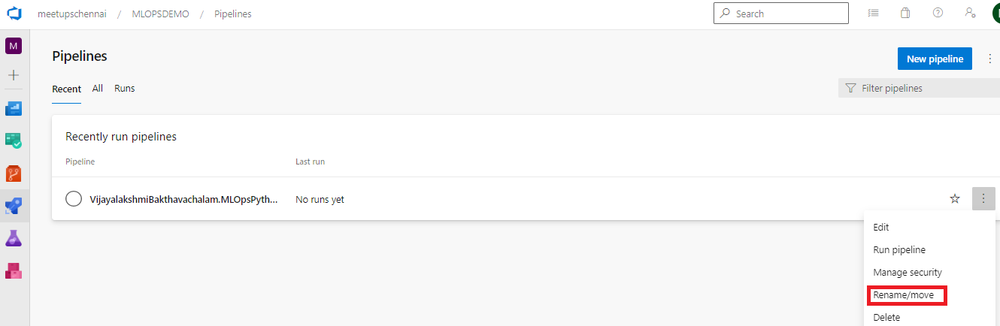 meetupschennai / MLOPSDEMO / Pipelines
Search
M
Pipelines
New pipeline
Recent All Runs
Filter pipelines
Recently run pipelines
Pipeline Last run
VijayalakshmiBakthavachalam.MLOpsPyth... No runs yet
Edit
Run pipeline
Manage security
Rename/move
Delete